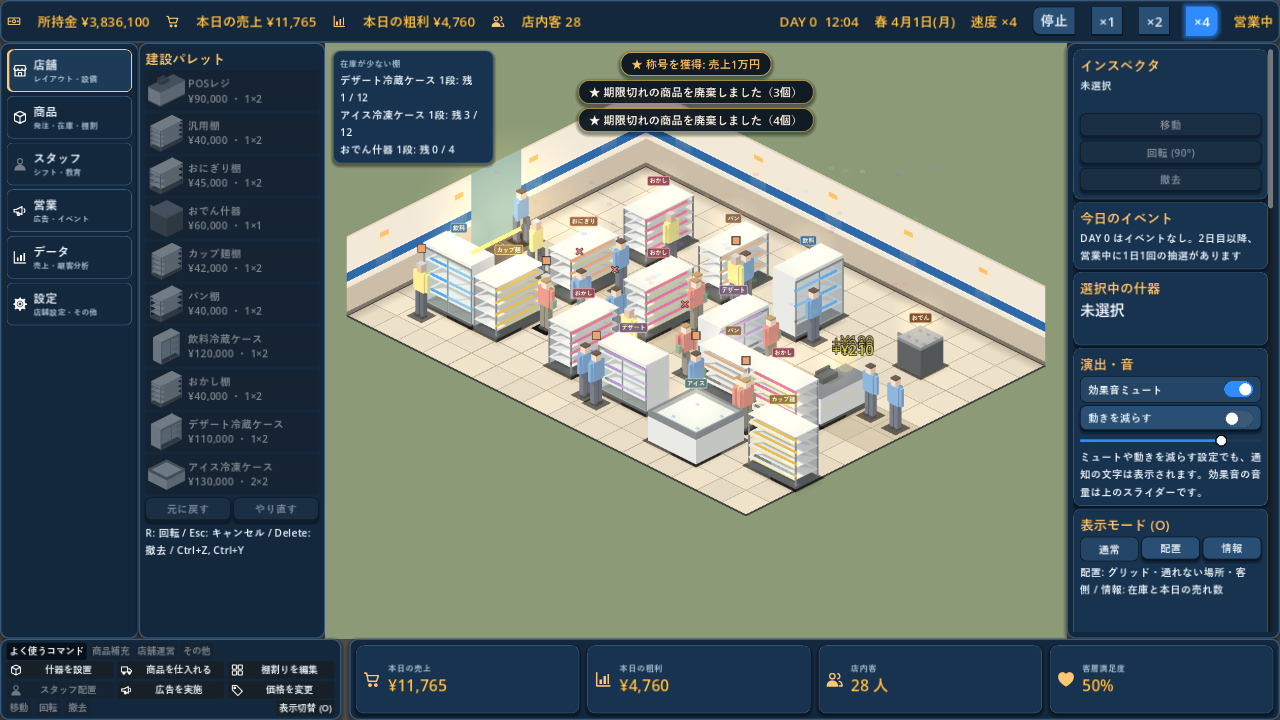 所持金 ¥3,836,100
本日の売上 ¥11,765
本日の粗利 ¥4,760
店内客 28
DAY 0 12:04
春 4月1日(月)
速度 ×4
停止
×1
×2
×4
営業中
店舗
レイアウト・設備
商品
発注・在庫・棚割
スタッフ
シフト・教育
営業
広告・イベント
データ
売上・顧客分析
設定
店舗設定・その他
建設パレット
POSレジ
¥90,000 ・ 1×2
汎用棚
¥40,000 ・ 1×2
おにぎり棚
¥45,000 ・ 1×2
おでん什器
¥60,000 ・ 1×1
カップ麺棚
¥42,000 ・ 1×2
パン棚
¥40,000 ・ 1×2
飲料冷蔵ケース
¥120,000 ・ 1×2
おかし棚
¥40,000 ・ 1×2
デザート冷蔵ケース
¥110,000 ・ 1×2
アイス冷凍ケース
¥130,000 ・ 2×2
元に戻す
やり直す
R: 回転 / Esc: キャンセル / Delete:
撤去 / Ctrl+Z, Ctrl+Y
在庫が少ない棚
デザート冷蔵ケース 1段: 残
1 / 12
アイス冷凍ケース 1段: 残 3 /
12
おでん什器 1段: 残 0 / 4
★ 称号を獲得: 売上1万円
★ 期限切れの商品を廃棄しました（3個）
★ 期限切れの商品を廃棄しました（4個）
おかし
おにぎり
パン
飲料
飲料
カップ麺
おかし
おかし
デザート
デザート
パン
おかし
おでん
アイス
カップ麺
+¥210
インスペクタ
未選択
移動
回転 (90°)
撤去
今日のイベント
DAY 0 はイベントなし。2日目以降、
営業中に1日1回の抽選があります
選択中の什器
未選択
演出・音
効果音ミュート
動きを減らす
ミュートや動きを減らす設定でも、通
知の文字は表示されます。効果音の音
量は上のスライダーです。
表示モード (O)
通常
配置
情報
配置: グリッド・通れない場所・客
側 / 情報: 在庫と本日の売れ数
よく使うコマンド
商品補充
店舗運営
その他
什器を設置
商品を仕入れる
棚割りを編集
スタッフ配置
広告を実施
価格を変更
移動
回転
撤去
表示切替 (O)
本日の売上
¥11,765
本日の粗利
¥4,760
店内客
28 人
客層満足度
50%